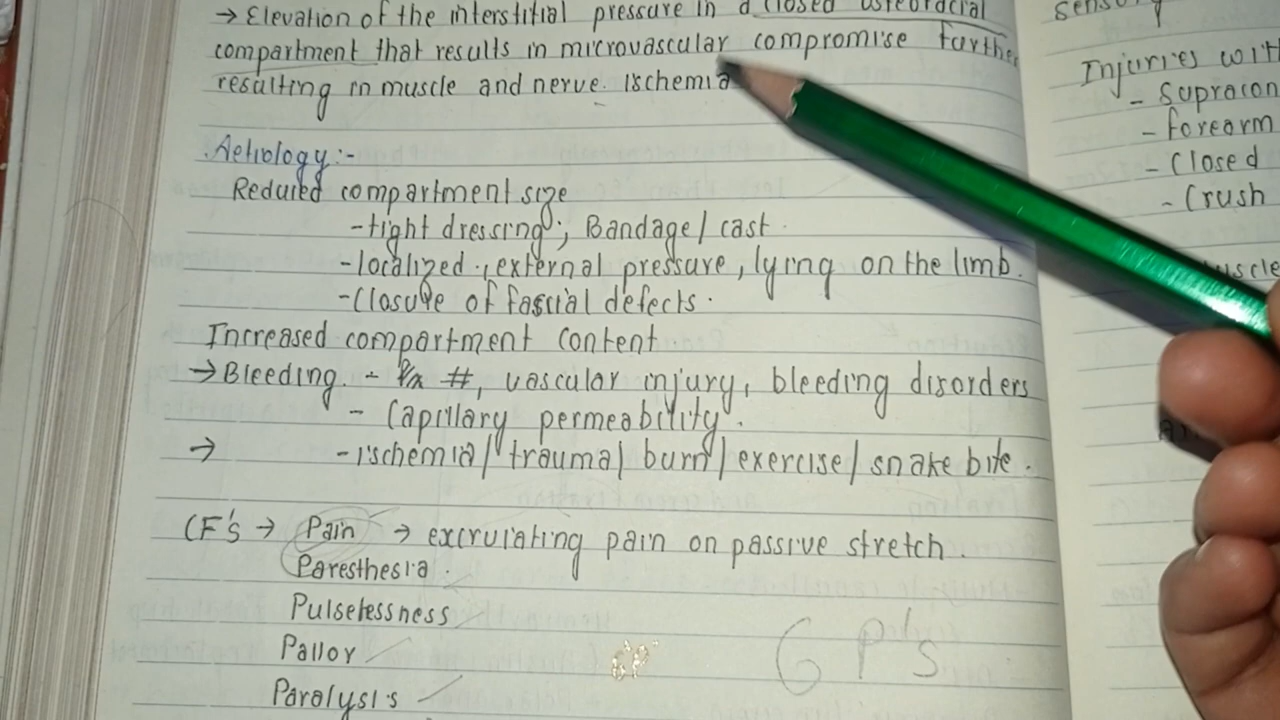 → Elevation of the interstitial pressure in a closed osteofacial
compartment that results in microvascular compromise further
resulting in muscle and nerve ischemia
Aetiology :-
Reduced compartment size
- tight dressing, Bandage / cast
- localized, external pressure, lying on the limb.
- Closure of fascial defects.
Increased compartment content
→ Bleeding - #, vascular injury, bleeding disorders
- Capillary permeability.
→ - ischemia / trauma / burn / exercise / snake bite.
CF's → Pain → excruiating pain on passive stretch.
Paresthesia.
Pulselessness
Pallor
Paralysis
6 P's
6P
Injuries with
- Supracon
- forearm
- Closed
- Crush